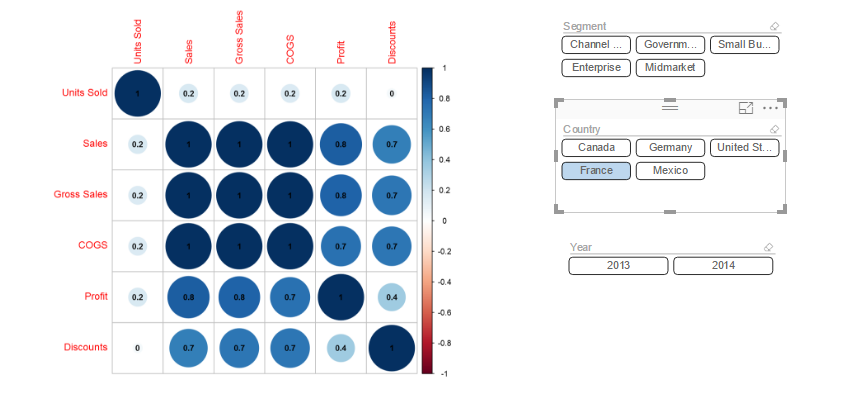 Units Sold
Sales
Gross Sales
COGS
Profit
Discounts
Units Sold 1 0.2 0.2 0.2 0.2 0
Sales 0.2 1 1 1 0.8 0.7
Gross Sales 0.2 1 1 1 0.8 0.7
COGS 0.2 1 1 1 0.7 0.7
Profit 0.2 0.8 0.8 0.7 1 0.4
Discounts 0 0.7 0.7 0.7 0.4 1
1
0.8
0.6
0.4
0.2
0
-0.2
-0.4
-0.6
-0.8
-1
Segment
Channel ... Governm... Small Bu...
Enterprise Midmarket
Country
Canada Germany United St...
France Mexico
Year
2013 2014